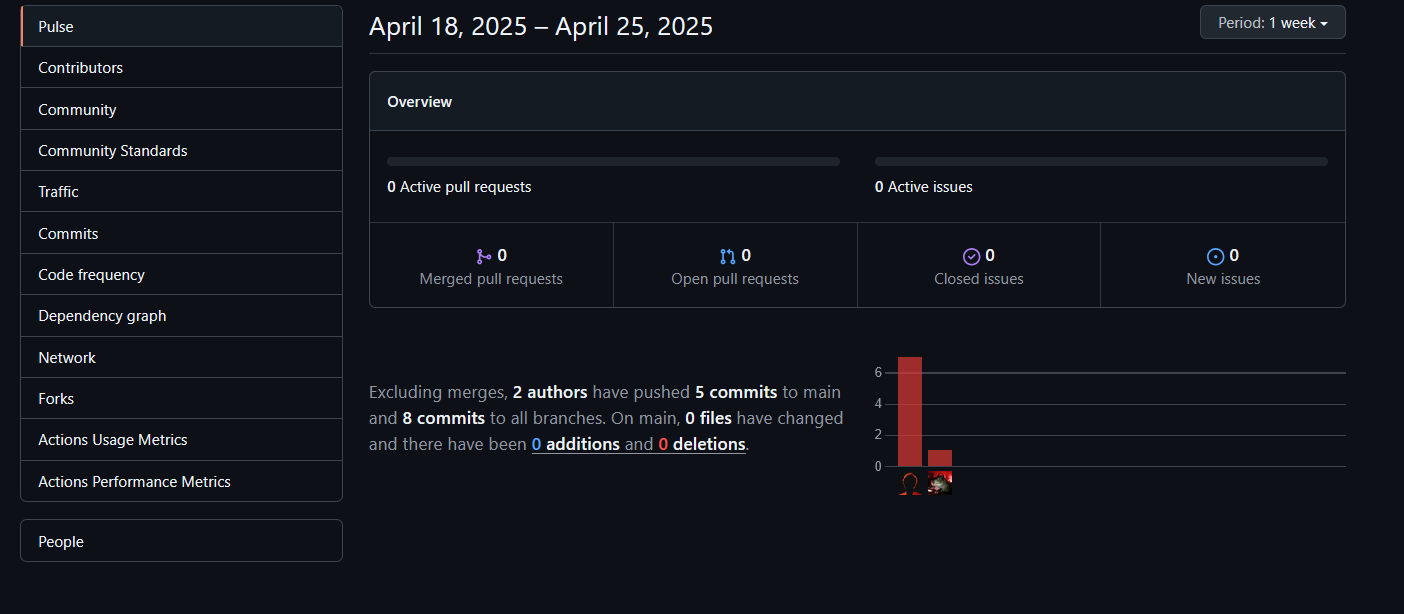 Pulse
Contributors
Community
Community Standards
Traffic
Commits
Code frequency
Dependency graph
Network
Forks
Actions Usage Metrics
Actions Performance Metrics
People
April 18, 2025 – April 25, 2025
Period: 1 week
Overview
0 Active pull requests
0 Active issues
0
Merged pull requests
0
Open pull requests
0
Closed issues
0
New issues
Excluding merges, 2 authors have pushed 5 commits to main
and 8 commits to all branches. On main, 0 files have changed
and there have been 0 additions and 0 deletions.
6
4
2
0